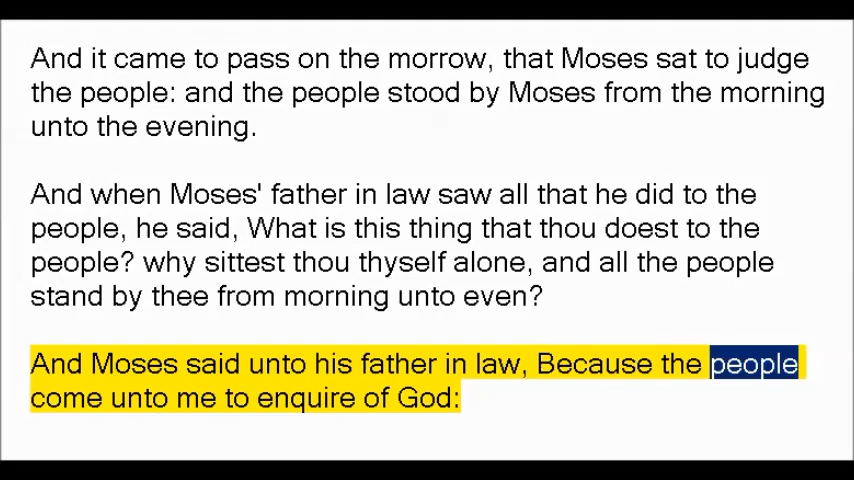 And it came to pass on the morrow, that Moses sat to judge
the people: and the people stood by Moses from the morning
unto the evening.
And when Moses' father in law saw all that he did to the
people, he said, What is this thing that thou doest to the
people? why sittest thou thyself alone, and all the people
stand by thee from morning unto even?
And Moses said unto his father in law, Because the people
come unto me to enquire of God: